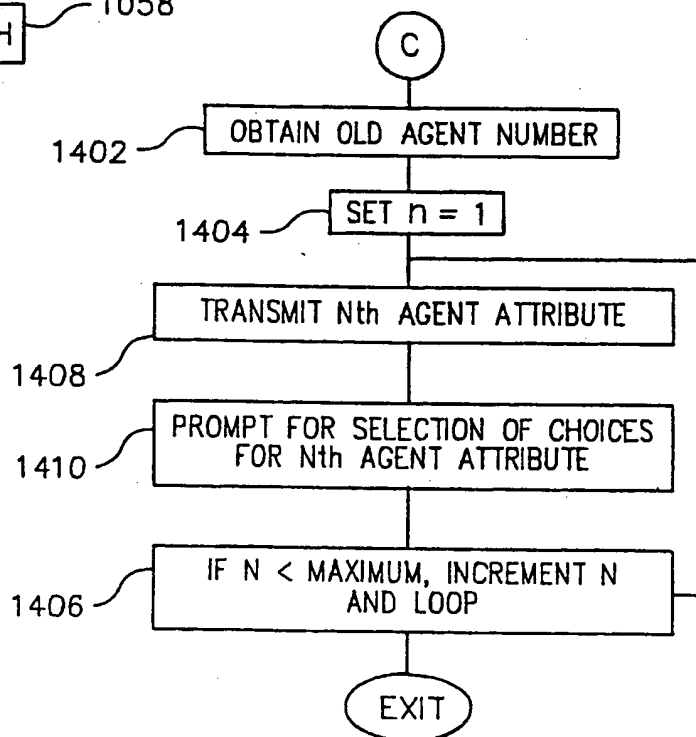 1058
H
C
1402
OBTAIN OLD AGENT NUMBER
1404
SET n = 1
TRANSMIT Nth AGENT ATTRIBUTE
1408
PROMPT FOR SELECTION OF CHOICES
FOR Nth AGENT ATTRIBUTE
1410
IF N < MAXIMUM, INCREMENT N
AND LOOP
1406
EXIT